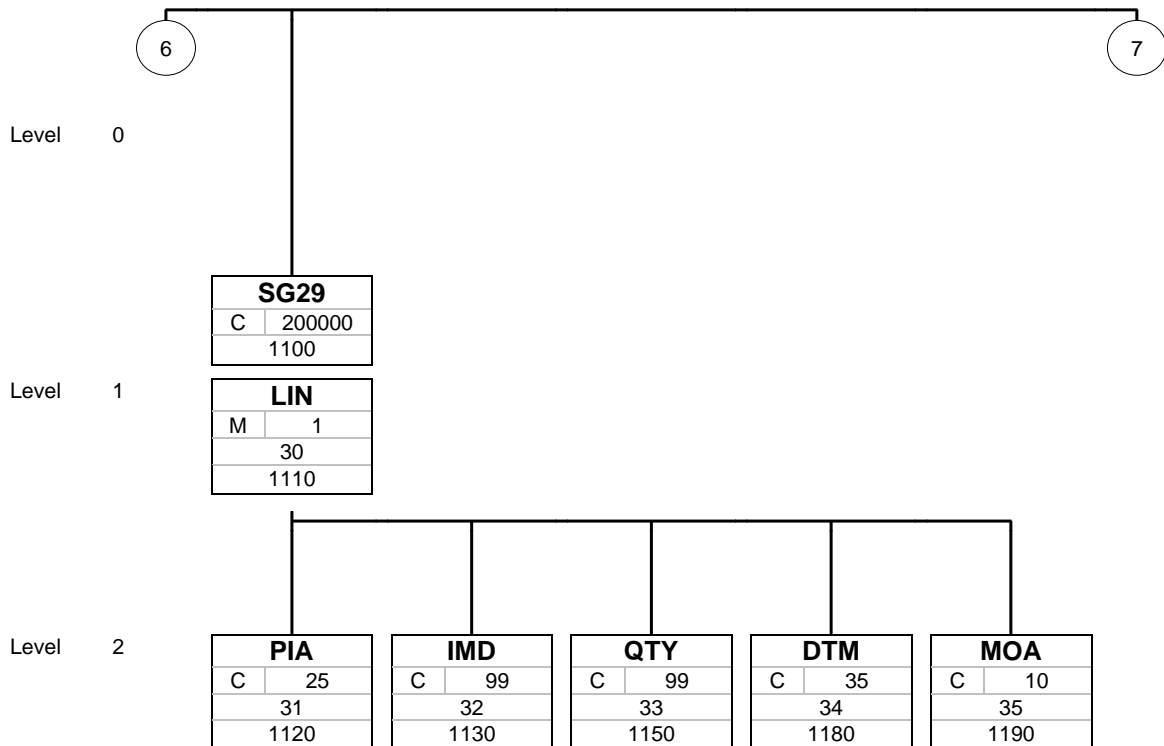 6 7
Level 0
SG29
C 200000
1100
Level 1
LIN
M 1
30
1110
Level 2
PIA IMD QTY DTM MOA
C 25 C 99 C 99 C 35 C 10
31 32 33 34 35
1120 1130 1150 1180 1190